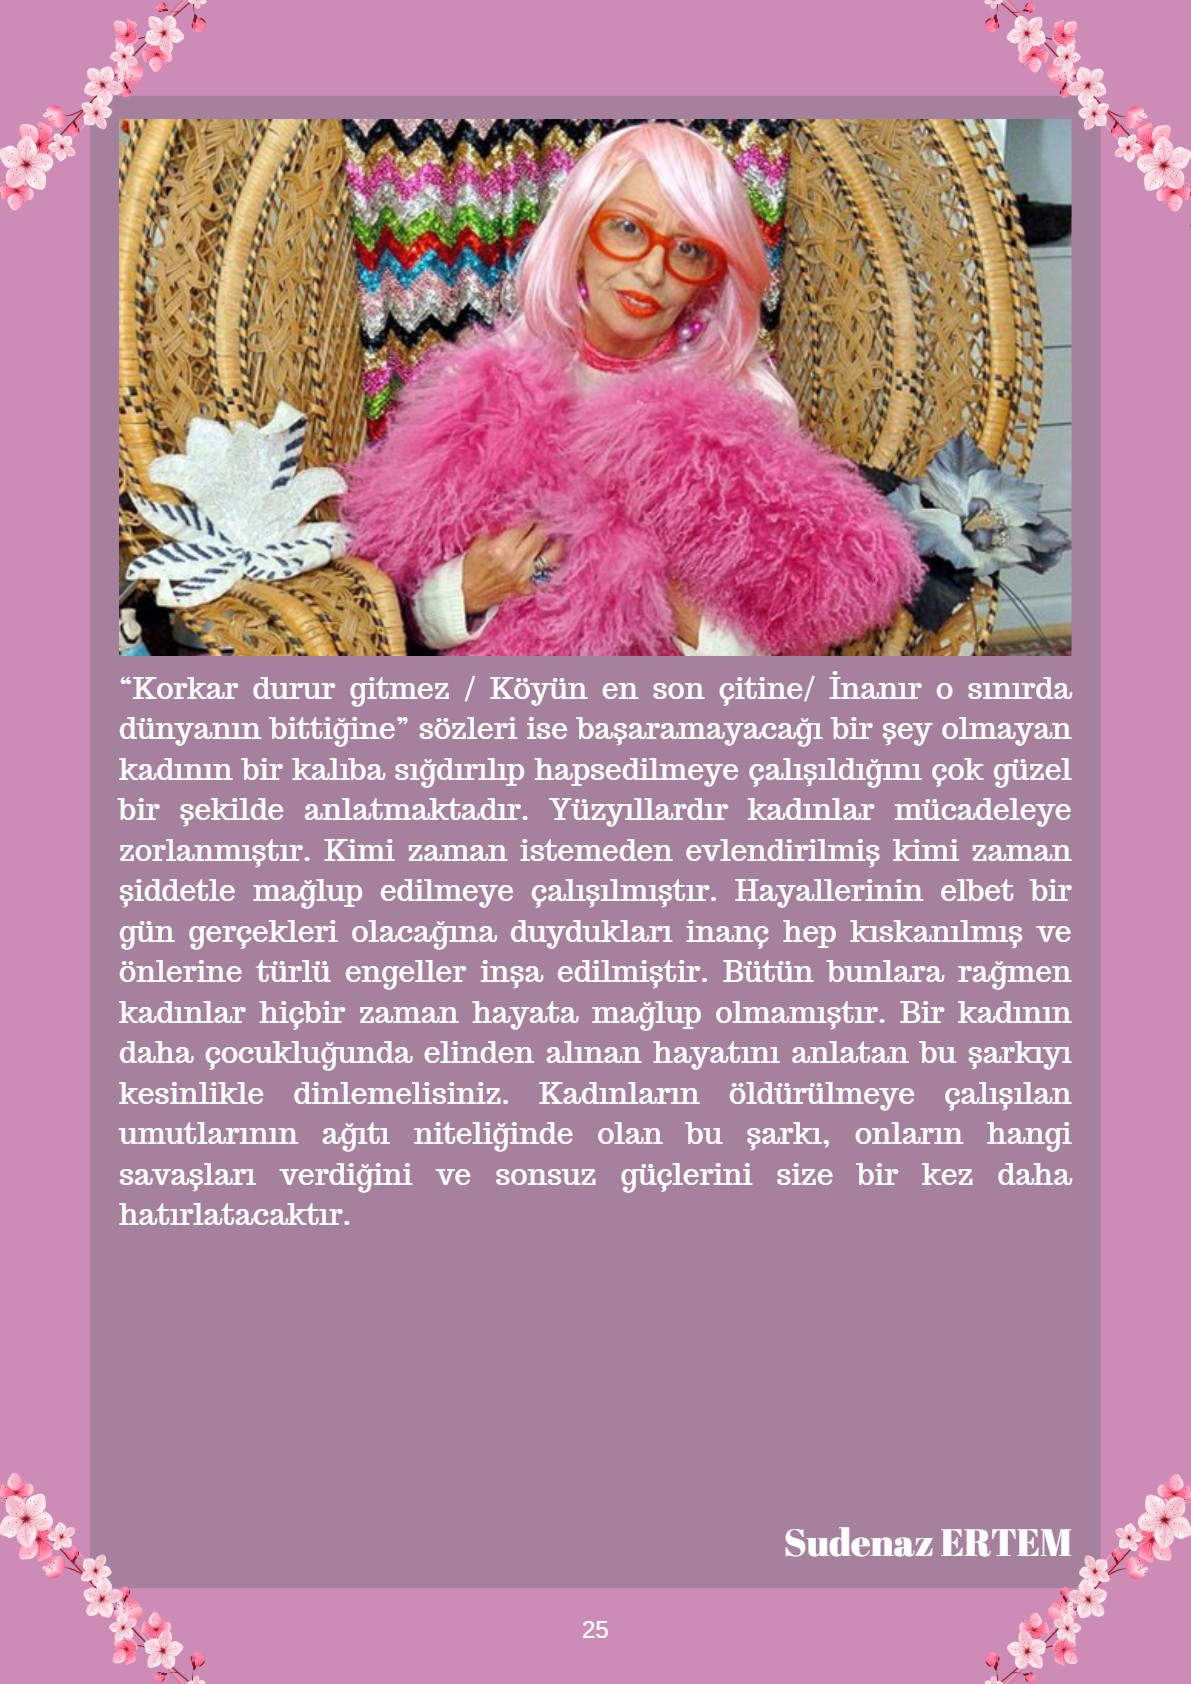 “Korkar durur gitmez / Köyün en son çitine/ İnanır o sınırda
dünyanın bittiğine” sözleri ise başaramayacağı bir şey olmayan
kadının bir kalıba sığdırılıp hapsedilmeye çalışıldığını çok güzel
bir şekilde anlatmaktadır. Yüzyıllardır kadınlar mücadeleye
zorlanmıştır. Kimi zaman istemeden evlendirilmiş kimi zaman
şiddetle mağlup edilmeye çalışılmıştır. Hayallerinin elbet bir
gün gerçekleri olacağına duydukları inanç hep kıskanılmış ve
önlerine türlü engeller inşa edilmiştir. Bütün bunlara rağmen
kadınlar hiçbir zaman hayata mağlup olmamıştır. Bir kadının
daha çocukluğunda elinden alınan hayatını anlatan bu şarkıyı
kesinlikle dinlemelisiniz. Kadınların öldürülmeye çalışılan
umutlarının ağıtı niteliğinde olan bu şarkı, onların hangi
savaşları verdiğini ve sonsuz güçlerini size bir kez daha
hatırlatacaktır.
Sudenaz ERTEM
25